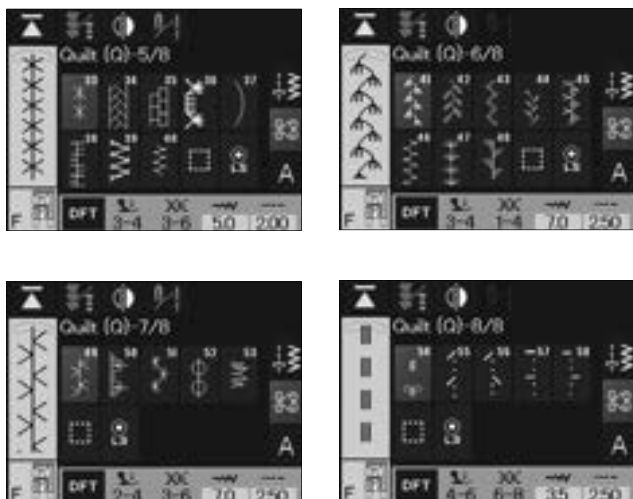 Quilt (Q)-5/8
33 34 35 36 37
38 39 40
A
F DFT 3-4 3-6 5.0 2.00
Quilt (Q)-6/8
41 42 43 44 45
46 47 48
A
F DFT 3-4 1-4 7.0 2.50
Quilt (Q)-7/8
49 50 51 52 53
A
F DFT 2-4 3-6 7.0 2.50
Quilt (Q)-8/8
54 55 56 57 58
A
F DFT 4-6 6-8 3.5 2.50